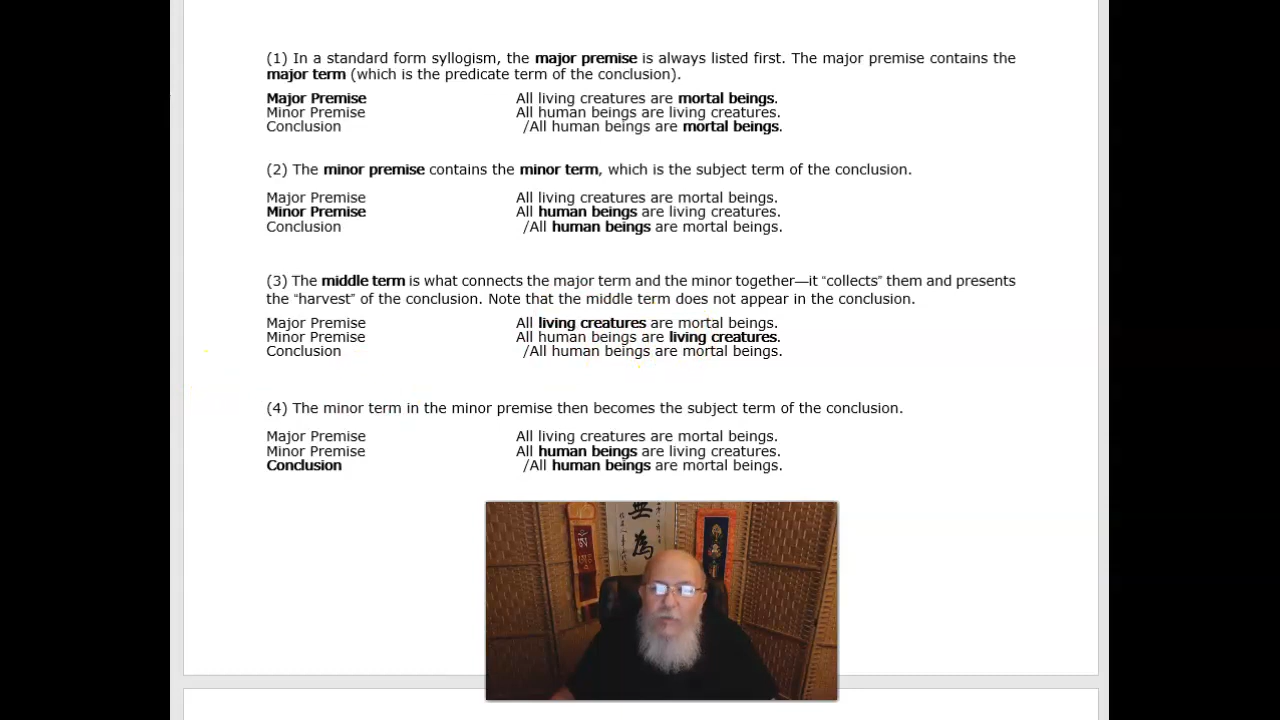 (1) In a standard form syllogism, the major premise is always listed first. The major premise contains the
major term (which is the predicate term of the conclusion).
Major Premise All living creatures are mortal beings.
Minor Premise All human beings are living creatures.
Conclusion /All human beings are mortal beings.
(2) The minor premise contains the minor term, which is the subject term of the conclusion.
Major Premise All living creatures are mortal beings.
Minor Premise All human beings are living creatures.
Conclusion /All human beings are mortal beings.
(3) The middle term is what connects the major term and the minor together—it “collects” them and presents
the “harvest” of the conclusion. Note that the middle term does not appear in the conclusion.
Major Premise All living creatures are mortal beings.
Minor Premise All human beings are living creatures.
Conclusion /All human beings are mortal beings.
(4) The minor term in the minor premise then becomes the subject term of the conclusion.
Major Premise All living creatures are mortal beings.
Minor Premise All human beings are living creatures.
Conclusion /All human beings are mortal beings.
無為